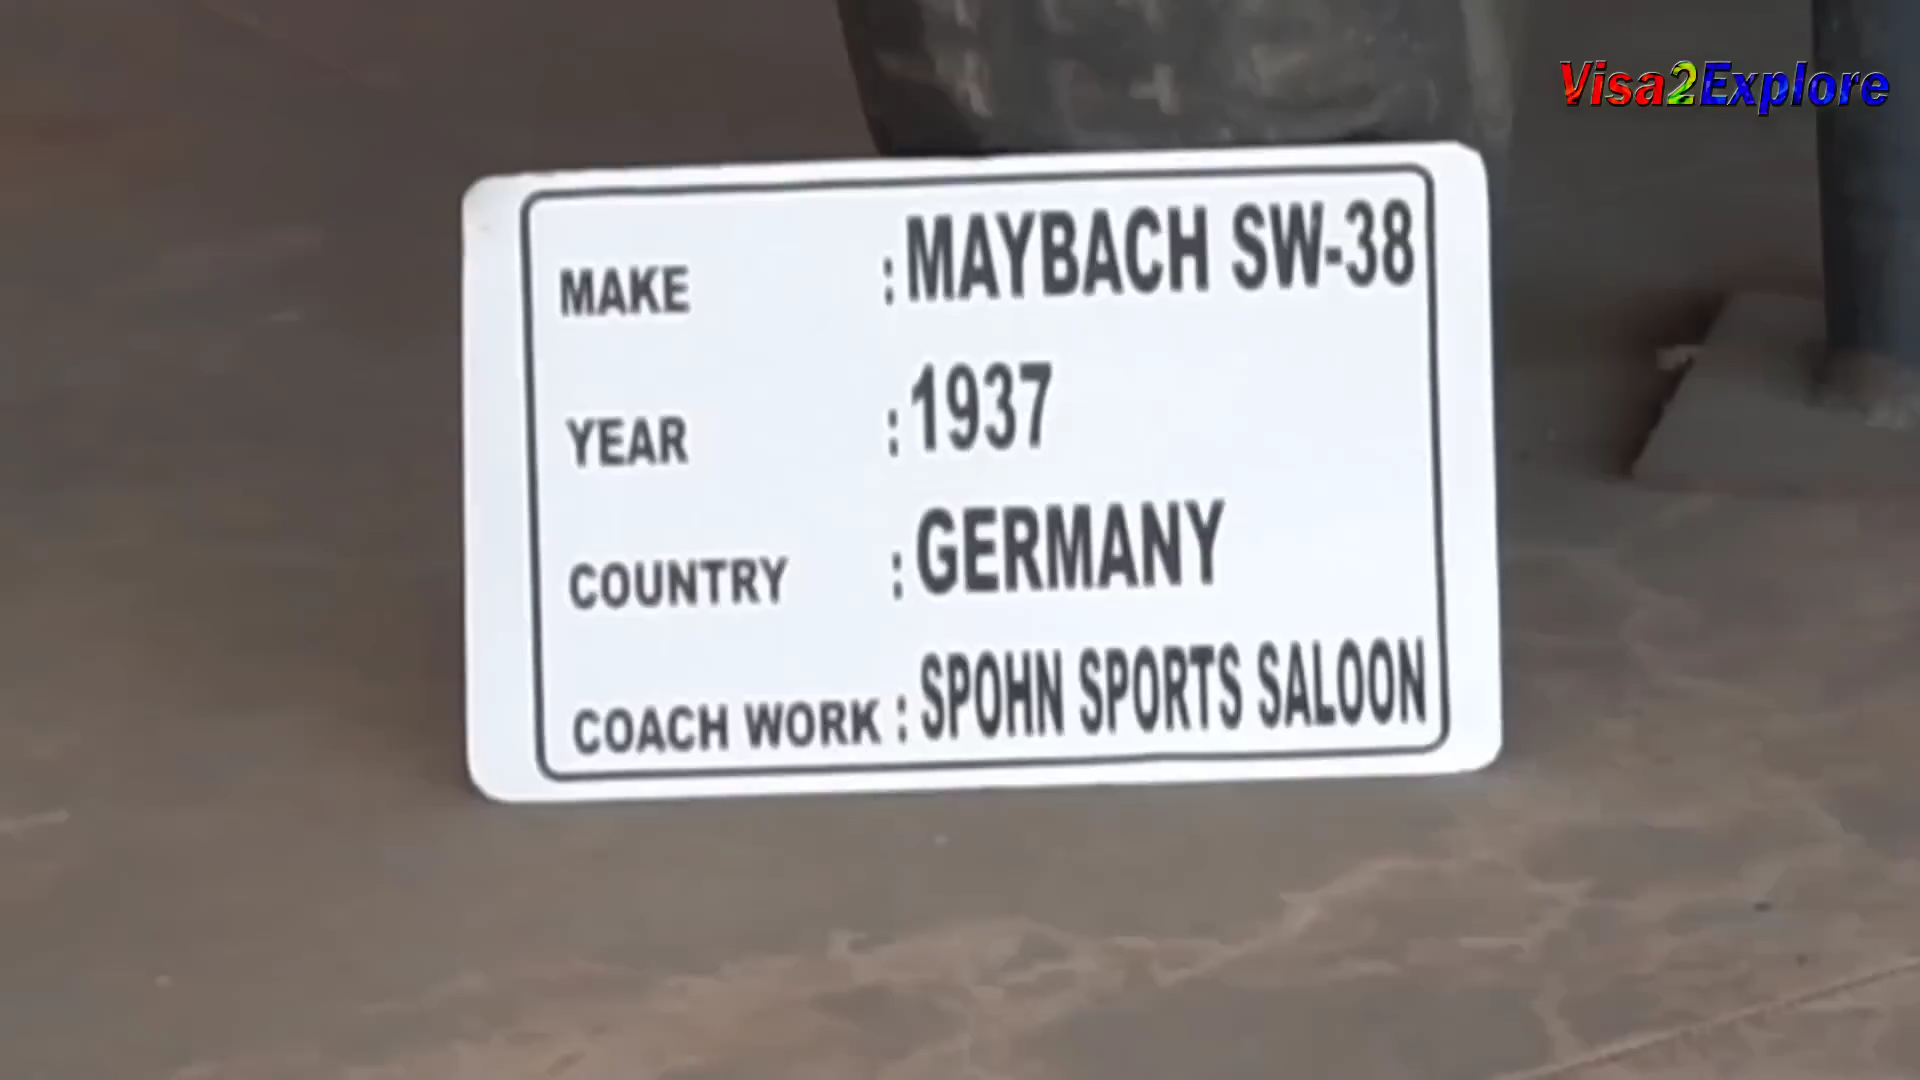 Visa2Explore
MAKE : MAYBACH SW-38
YEAR : 1937
COUNTRY : GERMANY
COACH WORK : SPOHN SPORTS SALOON